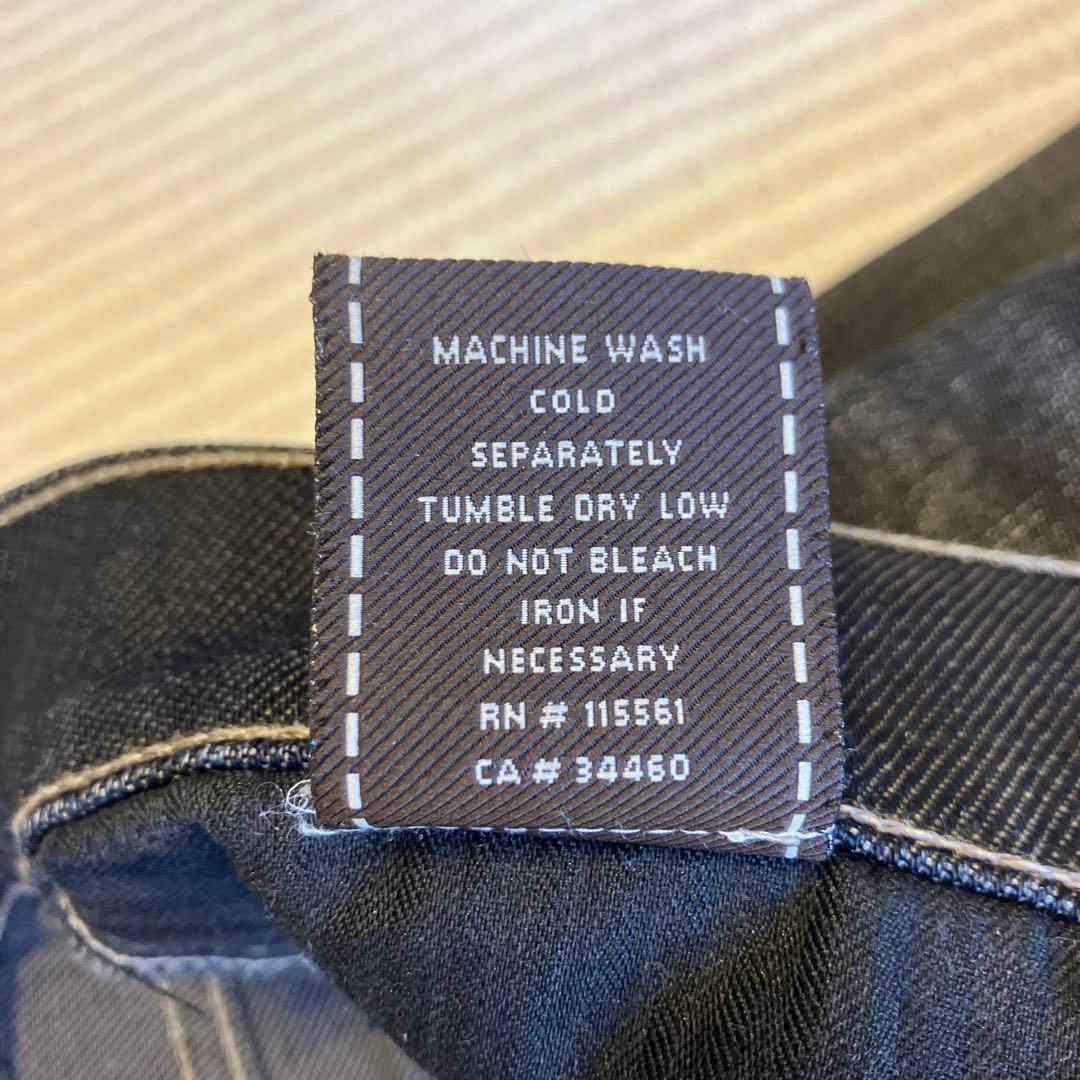 MACHINE WASH
COLD
SEPARATELY
TUMBLE DRY LOW
DO NOT BLEACH
IRON IF
NECESSARY
RN # 115561
CA # 34460